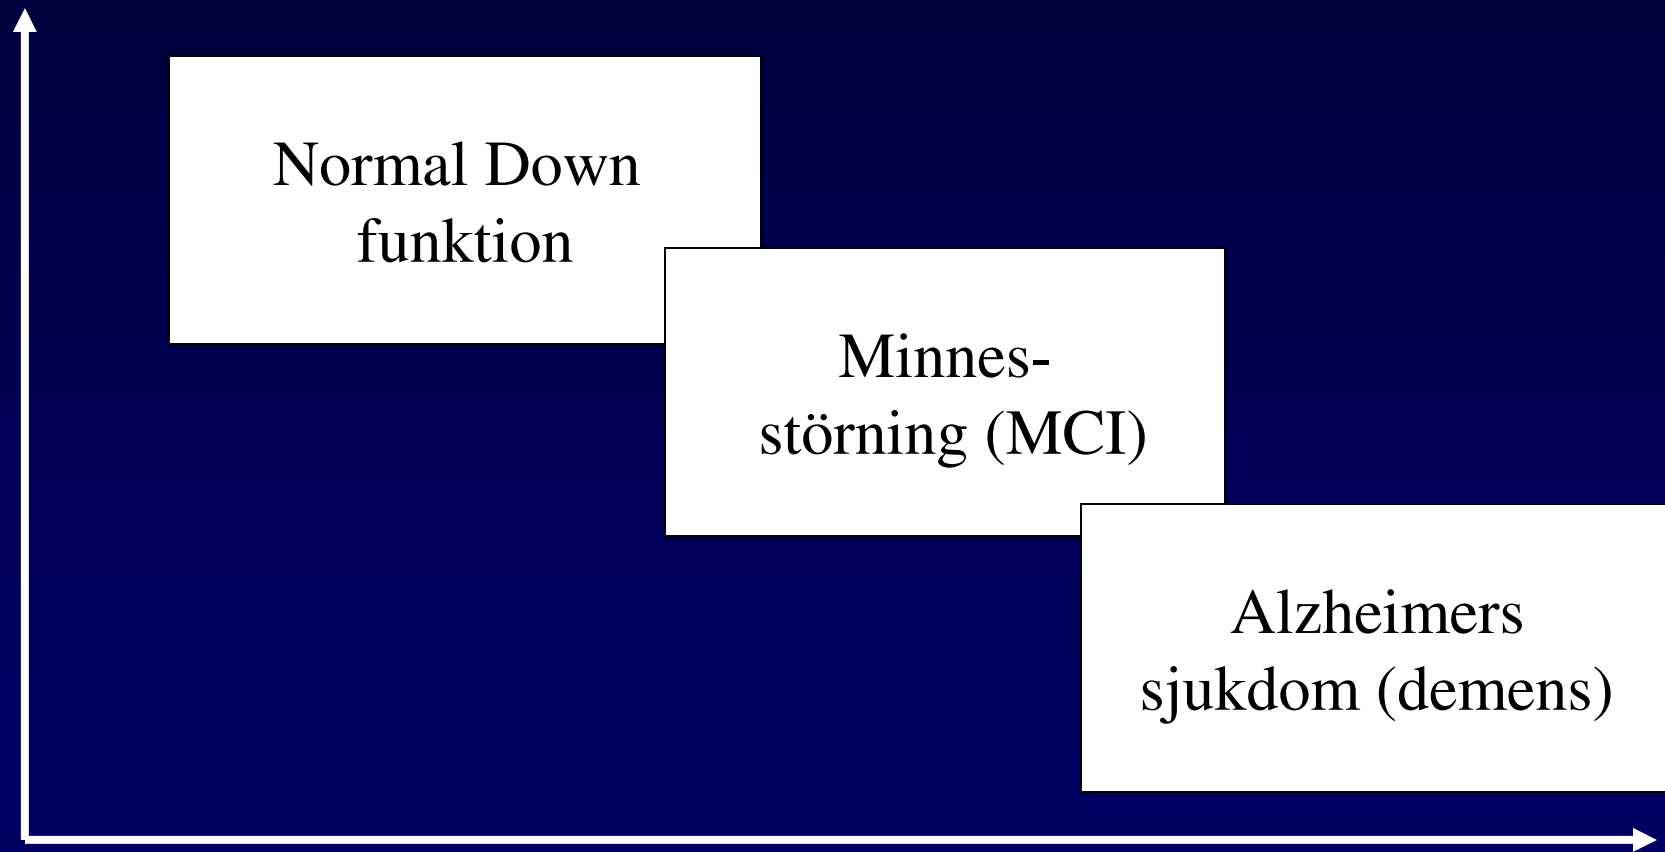 Normal Down
funktion
Minnes-
störning (MCI)
Alzheimers
sjukdom (demens)